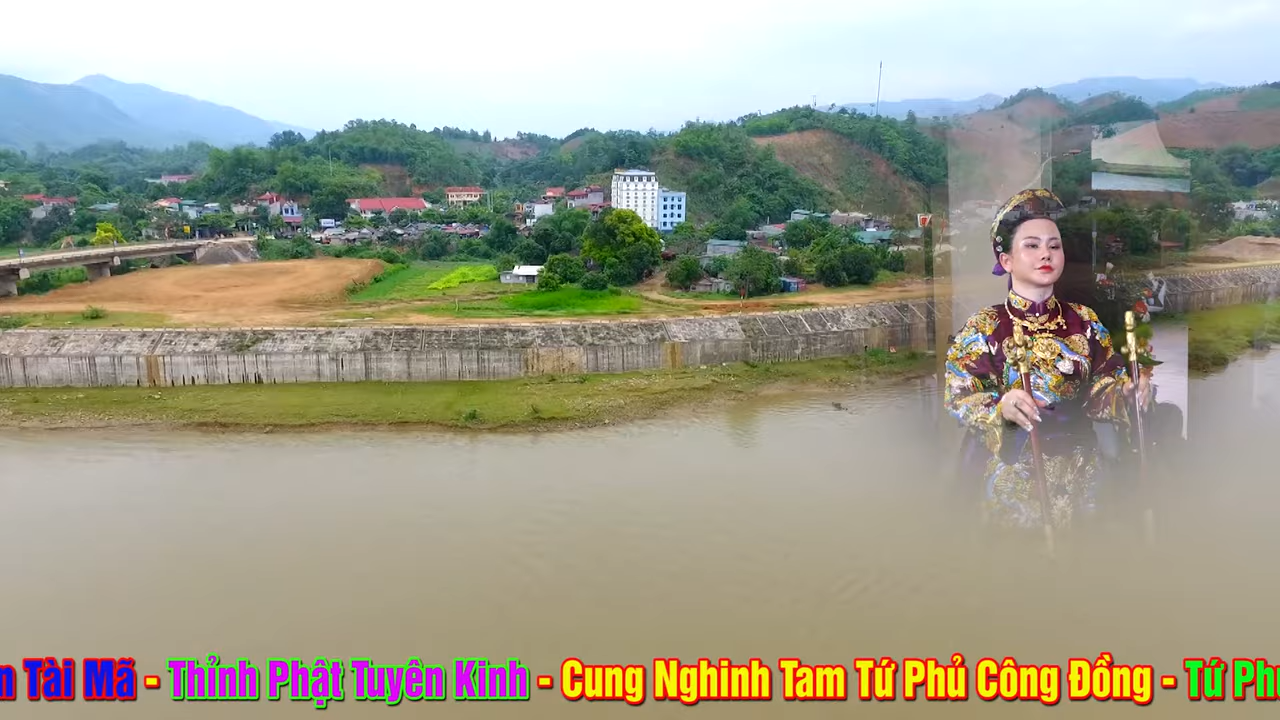 Tài Mã - Thỉnh Phật Tuyên Kinh - Cung Nghinh Tam Tứ Phủ Công Đồng - Tứ